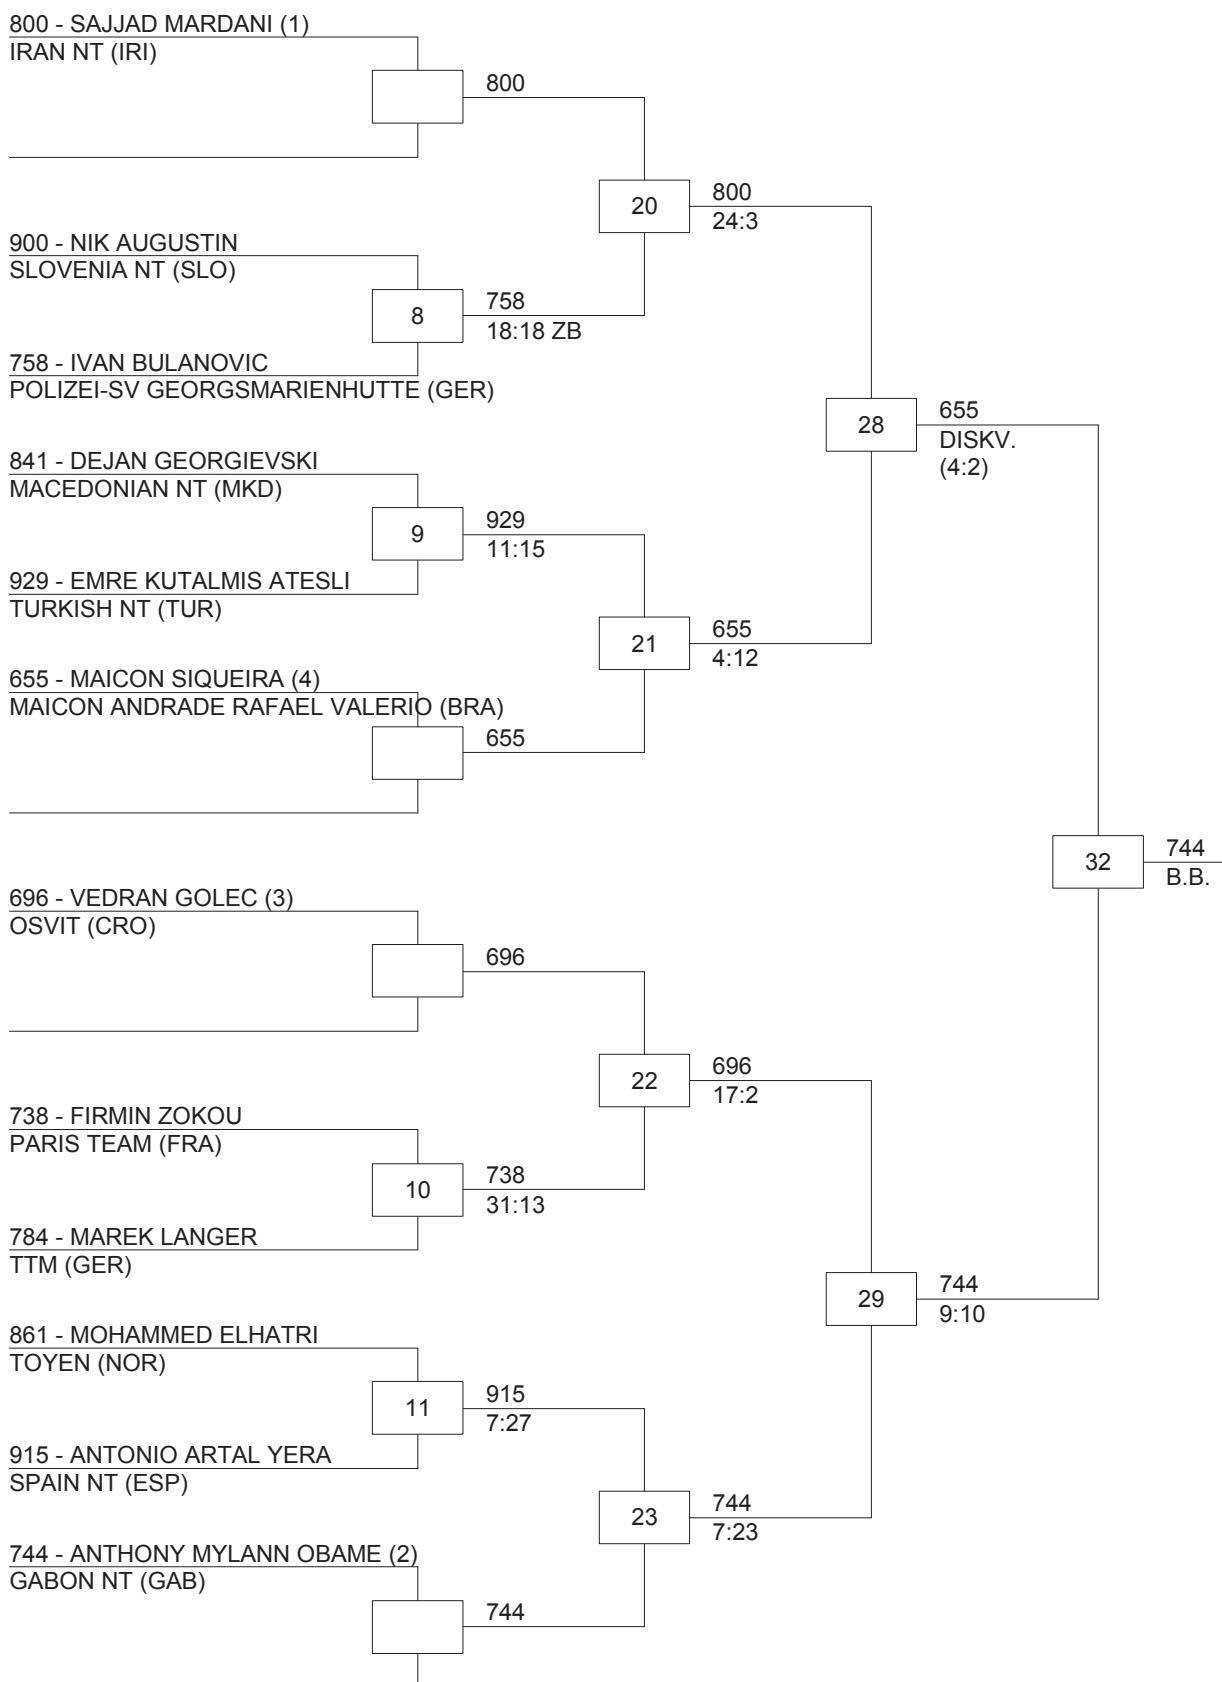 800 - SAJJAD MARDANI (1)
IRAN NT (IRI)
800
20
800
24:3
900 - NIK AUGUSTIN
SLOVENIA NT (SLO)
8
758
18:18 ZB
758 - IVAN BULANOVIC
POLIZEI-SV GEORGSMARIENHUTTE (GER)
28
655
DISKV.
(4:2)
841 - DEJAN GEORGIEVSKI
MACEDONIAN NT (MKD)
9
929
11:15
929 - EMRE KUTALMIS ATESLI
TURKISH NT (TUR)
21
655
4:12
655 - MAICON SIQUEIRA (4)
MAICON ANDRADE RAFAEL VALERIO (BRA)
655
32
744
B.B.
696 - VEDRAN GOLEC (3)
OSVIT (CRO)
696
22
696
17:2
738 - FIRMIN ZOKOU
PARIS TEAM (FRA)
10
738
31:13
784 - MAREK LANGER
TTM (GER)
29
744
9:10
861 - MOHAMMED ELHATRI
TOYEN (NOR)
11
915
7:27
915 - ANTONIO ARTAL YERA
SPAIN NT (ESP)
23
744
7:23
744 - ANTHONY MYLANN OBAME (2)
GABON NT (GAB)
744